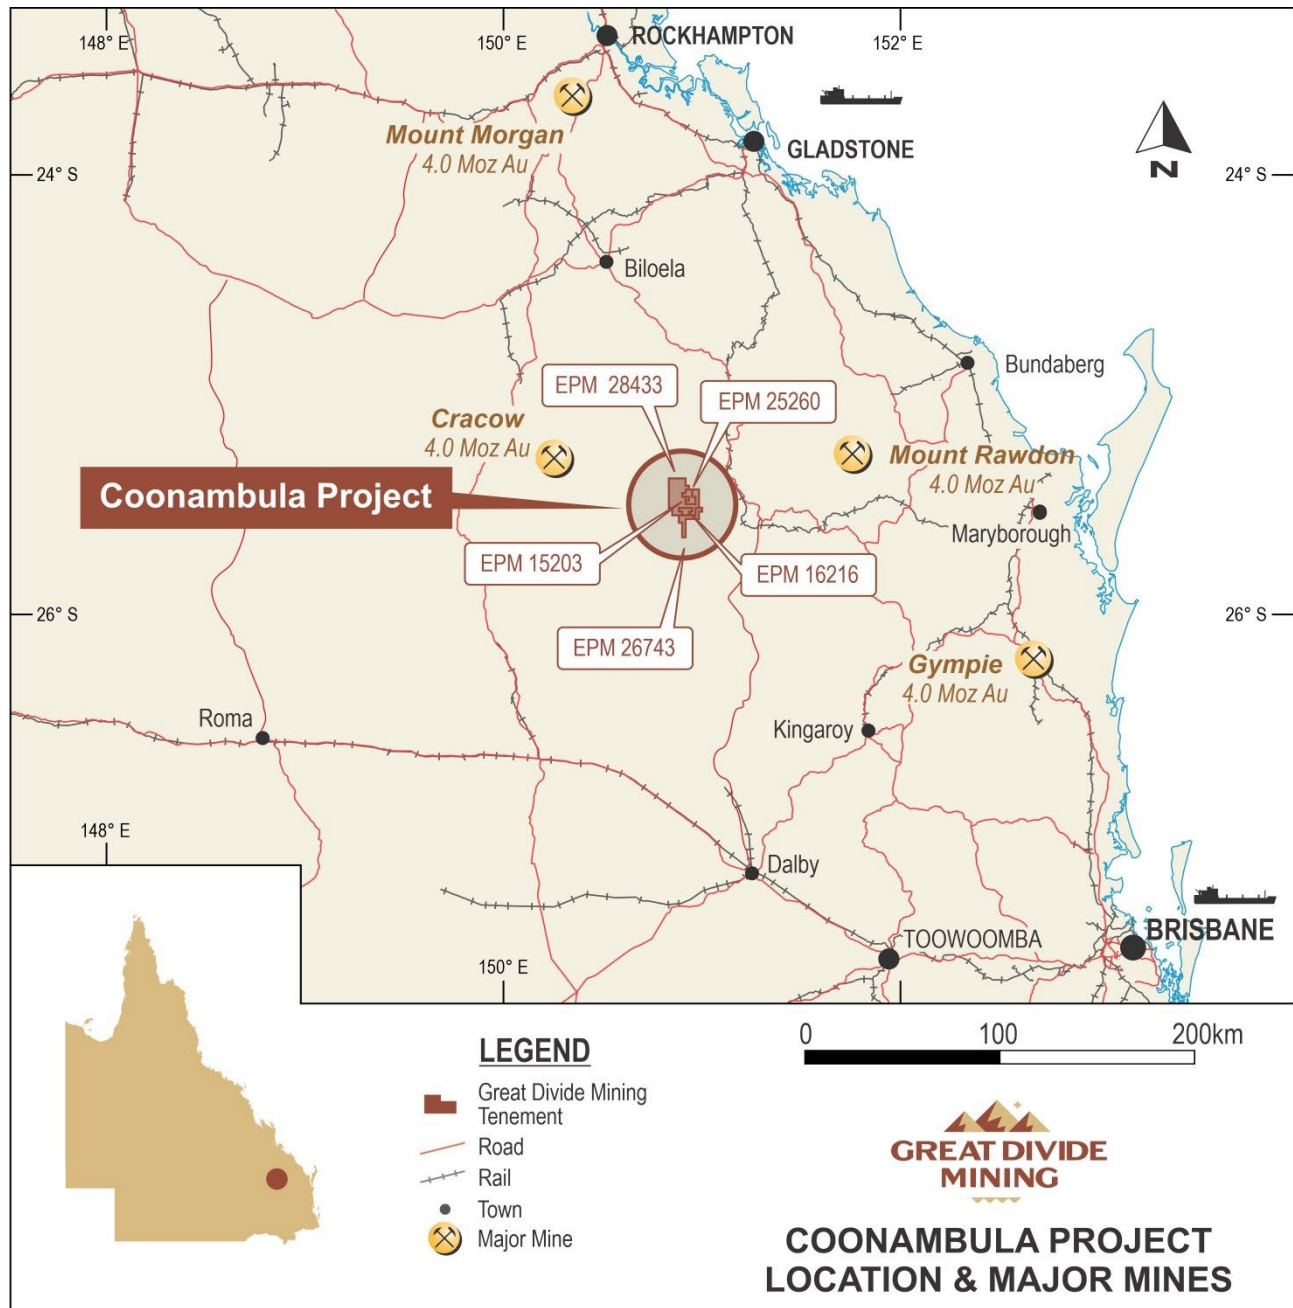 148° E
150° E
152° E
ROCKHAMPTON
Mount Morgan
4.0 Moz Au
GLADSTONE
N
24° S
24° S
Biloela
Bundaberg
EPM 28433
EPM 25260
Cracow
4.0 Moz Au
Mount Rawdon
4.0 Moz Au
Coonambula Project
Maryborough
EPM 15203
EPM 16216
26° S
26° S
EPM 26743
Gympie
4.0 Moz Au
Roma
Kingaroy
148° E
Dalby
TOOWOOMBA
BRISBANE
150° E
0 100 200km
LEGEND
Great Divide Mining
Tenement
Road
Rail
Town
Major Mine
GREAT DIVIDE
MINING
COONAMBULA PROJECT
LOCATION & MAJOR MINES